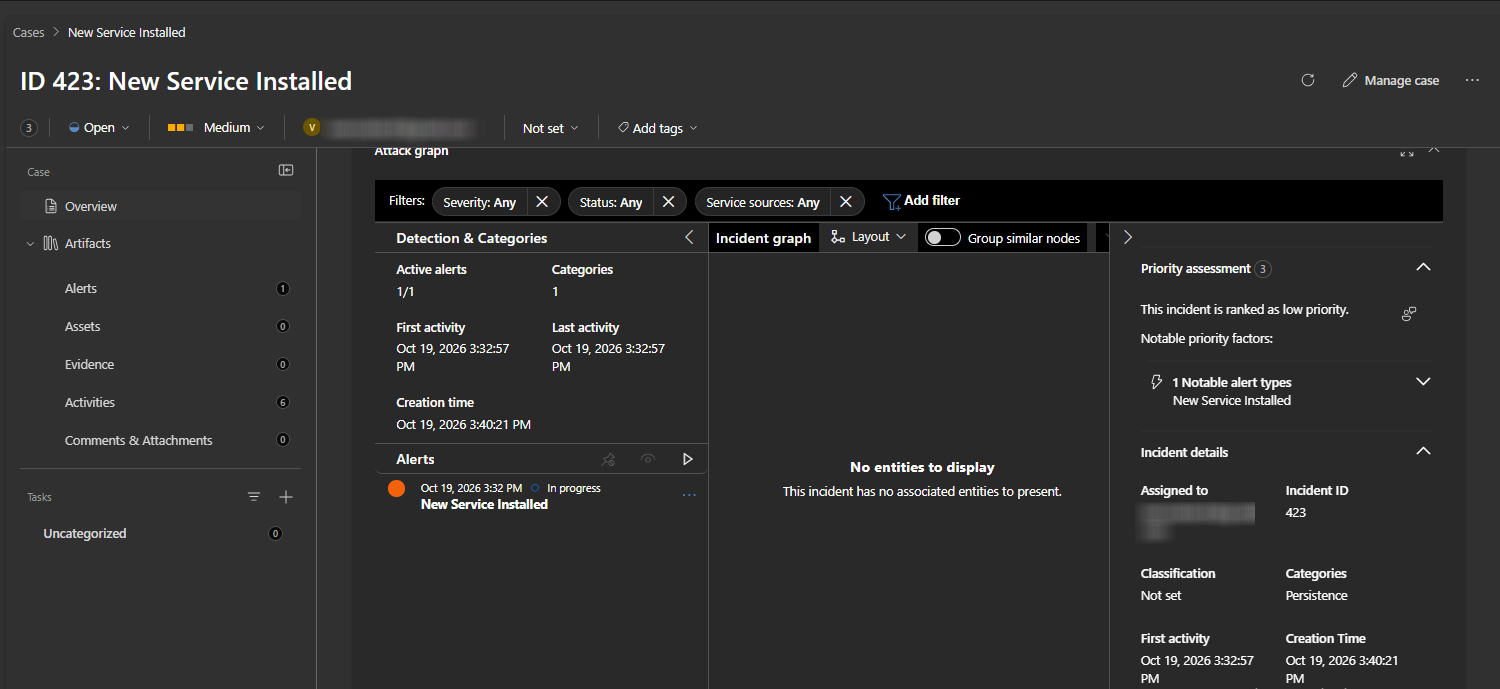 Cases > New Service Installed
ID 423: New Service Installed
Manage case
3 Open Medium V Not set Add tags
Case
Overview
Artifacts
Alerts 1
Assets 0
Evidence 0
Activities 6
Comments & Attachments 0
Tasks
Uncategorized 0
Attack graph
Filters: Severity: Any Status: Any Service sources: Any Add filter
Detection & Categories
Active alerts Categories
1/1 1
First activity Last activity
Oct 19, 2026 3:32:57 Oct 19, 2026 3:32:57
PM PM
Creation time
Oct 19, 2026 3:40:21 PM
Alerts
Oct 19, 2026 3:32 PM In progress
New Service Installed
Incident graph Layout Group similar nodes
No entities to display
This incident has no associated entities to present.
Priority assessment 3
This incident is ranked as low priority.
Notable priority factors:
1 Notable alert types
New Service Installed
Incident details
Assigned to Incident ID
423
Classification Categories
Not set Persistence
First activity Creation Time
Oct 19, 2026 3:32:57 Oct 19, 2026 3:40:21
PM PM